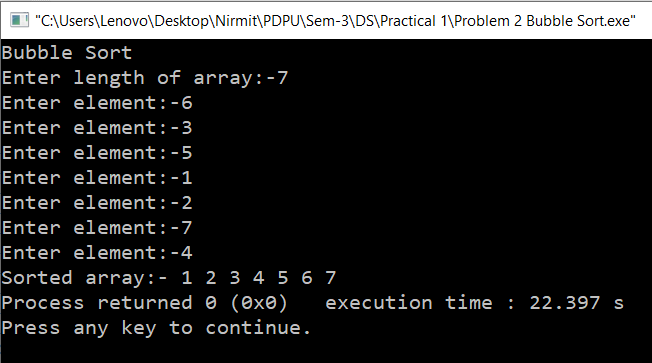 "C:\Users\Lenovo\Desktop\Nirmit\PDPU\Sem-3\DS\Practical 1\Problem 2 Bubble Sort.exe"
Bubble Sort
Enter length of array:-7
Enter element:-6
Enter element:-3
Enter element:-5
Enter element:-1
Enter element:-2
Enter element:-7
Enter element:-4
Sorted array:- 1 2 3 4 5 6 7
Process returned 0 (0x0)   execution time : 22.397 s
Press any key to continue.